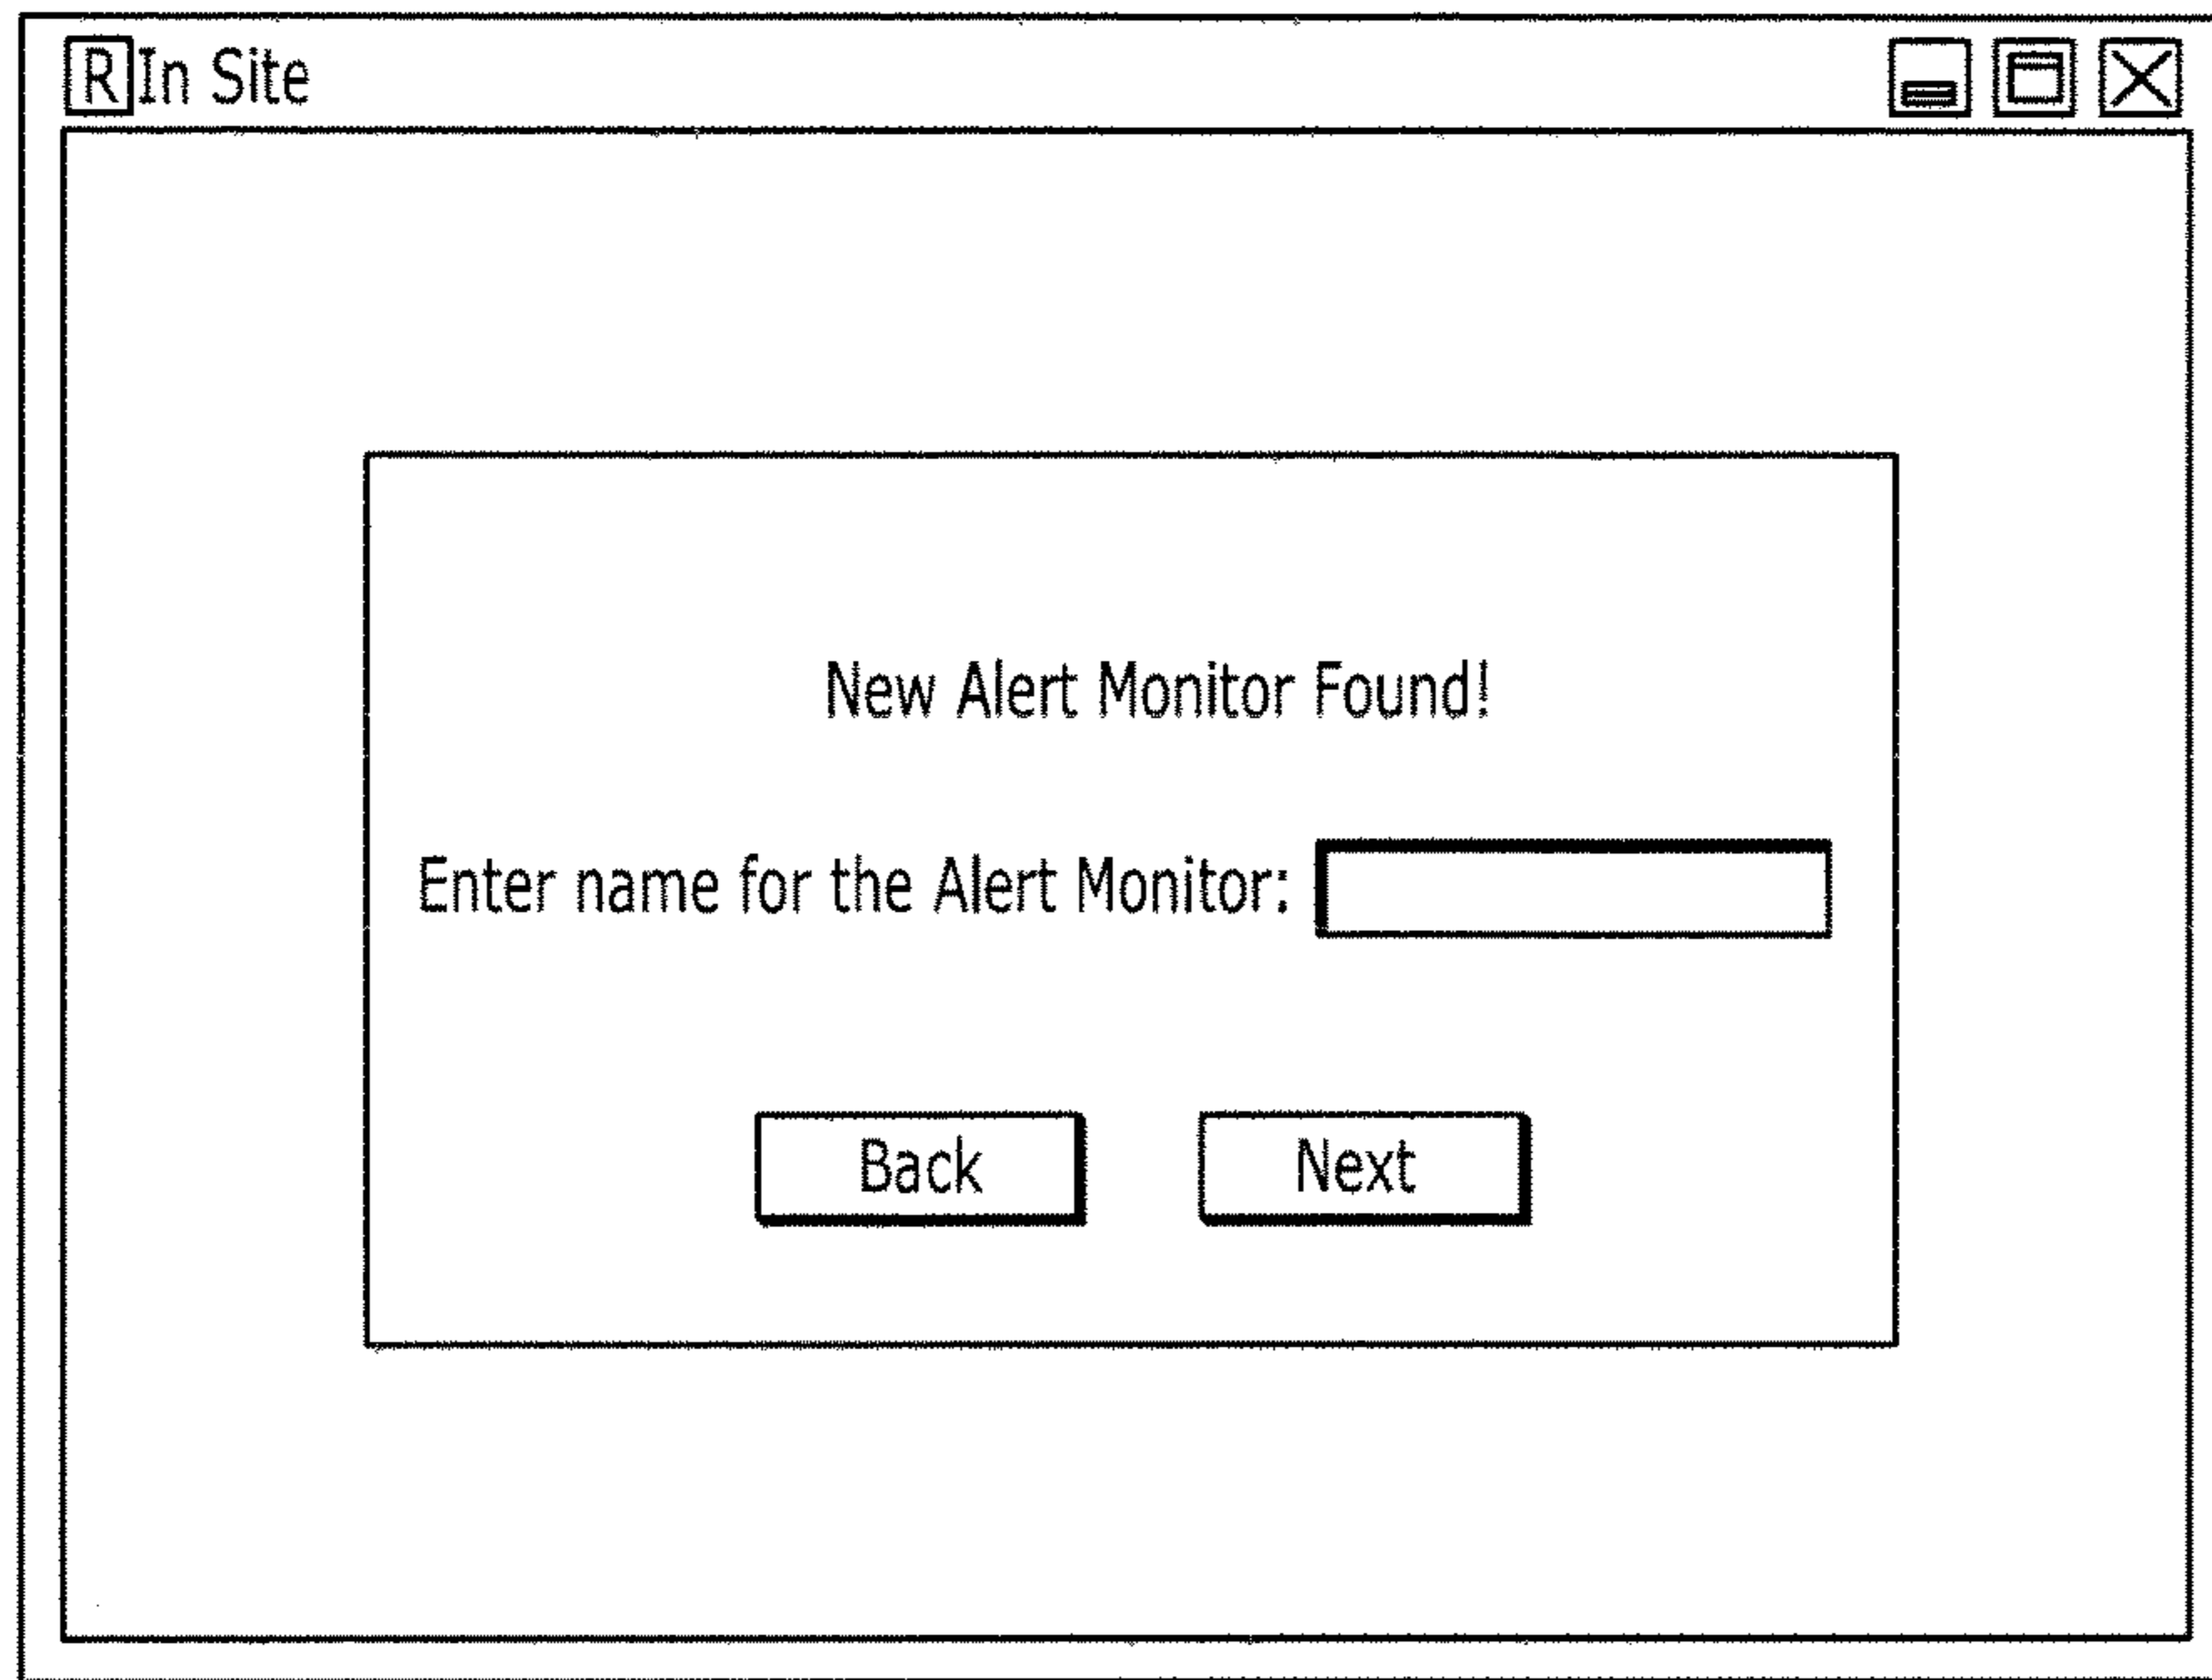 R In Site
New Alert Monitor Found!
Enter name for the Alert Monitor:
Back Next